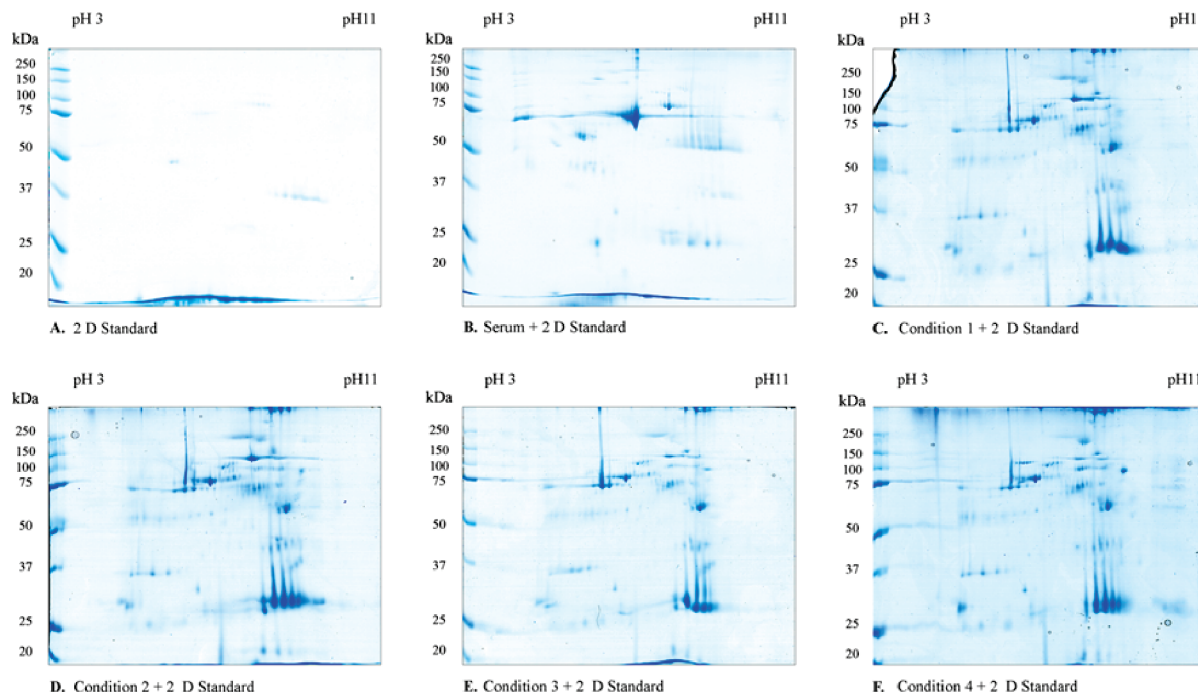 pH 3 pH11
kDa
250
150
100
75
50
37
25
20
A. 2 D Standard
pH 3 pH11
kDa
250
150
100
75
50
37
25
20
B. Serum + 2 D Standard
pH 3 pH11
kDa
250
150
100
75
50
37
25
20
C. Condition 1 + 2 D Standard
pH 3 pH11
kDa
250
150
100
75
50
37
25
20
D. Condition 2 + 2 D Standard
pH 3 pH11
kDa
250
150
100
75
50
37
25
20
E. Condition 3 + 2 D Standard
pH 3 pH11
kDa
250
150
100
75
50
37
25
20
F. Condition 4 + 2 D Standard